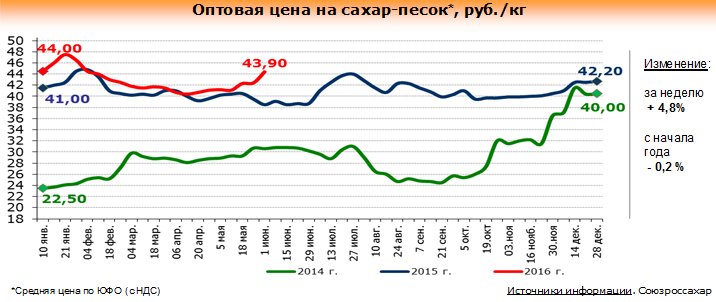 Оптовая цена на сахар-песок*, руб./кг
50
48
46
44
42
40
38
36
34
32
30
28
26
24
22
20
18
44,00
41,00
22,50
43,90
42,20
40,00
10 янв.
21 янв.
04 фев.
18 фев.
04 мар.
18 мар.
06 апр.
20 апр.
05 май
18 май
1 июн.
15 июн.
29 июн.
13 июл.
27 июл.
10 авг.
24 авг.
7 сен.
21 сен.
5 окт.
19.окт
03.ноя
16 нояб.
30.ноя
14 дек.
28 дек.
2014 г.
2015 г.
2016 г.
Изменение:
за неделю
+ 4,8%
с начала
года
- 0,2 %
*Средняя цена по ЮФО (с НДС)
Источники информации. Союзроссахар